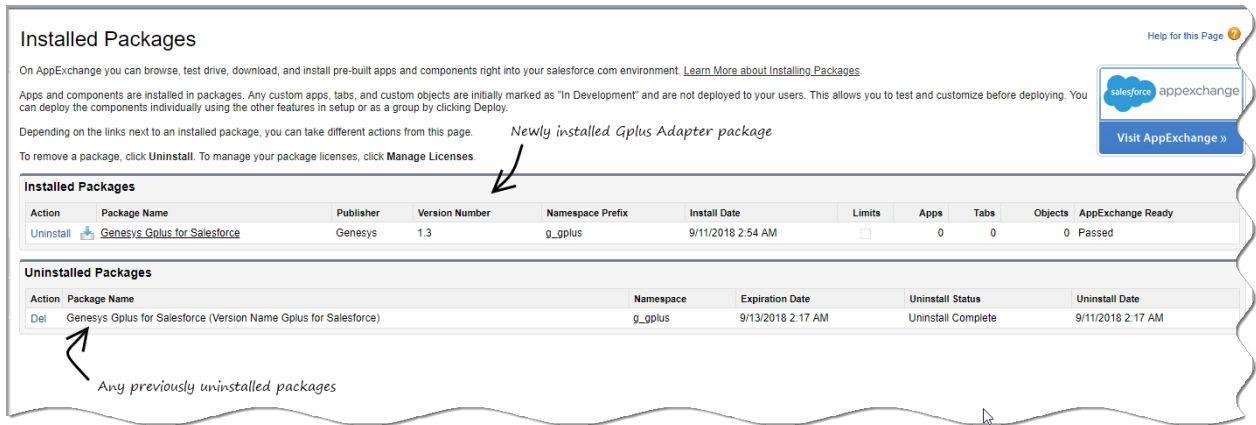 Installed Packages
Help for this Page
On AppExchange you can browse, test drive, download, and install pre-built apps and components right into your salesforce.com environment. Learn More about Installing Packages.
Apps and components are installed in packages. Any custom apps, tabs, and custom objects are initially marked as "In Development" and are not deployed to your users. This allows you to test and customize before deploying. You
can deploy the components individually using the other features in setup or as a group by clicking Deploy.
salesforce appexchange
Visit AppExchange »
Depending on the links next to an installed package, you can take different actions from this page.
Newly installed Gplus Adapter package
To remove a package, click Uninstall. To manage your package licenses, click Manage Licenses.
Installed Packages
Action Package Name Publisher Version Number Namespace Prefix Install Date Limits Apps Tabs Objects AppExchange Ready
Uninstall Genesys Gplus for Salesforce Genesys 1.3 g_gplus 9/11/2018 2:54 AM 0 0 0 Passed
Uninstalled Packages
Action Package Name Namespace Expiration Date Uninstall Status Uninstall Date
Del Genesys Gplus for Salesforce (Version Name Gplus for Salesforce) g_gplus 9/13/2018 2:17 AM Uninstall Complete 9/11/2018 2:17 AM
Any previously uninstalled packages